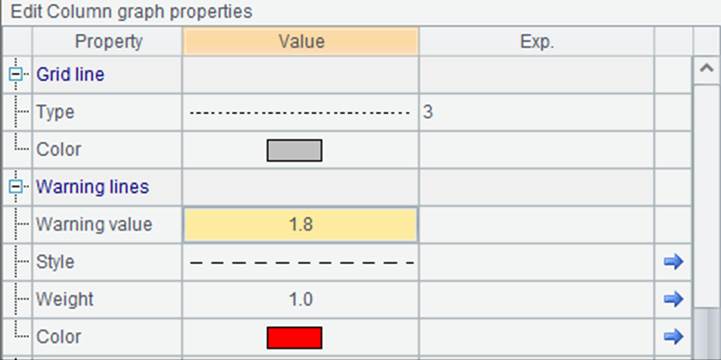 Edit Column graph properties
Property Value Exp.
Grid line
Type 3
Color
Warning lines
Warning value 1.8
Style
Weight 1.0
Color